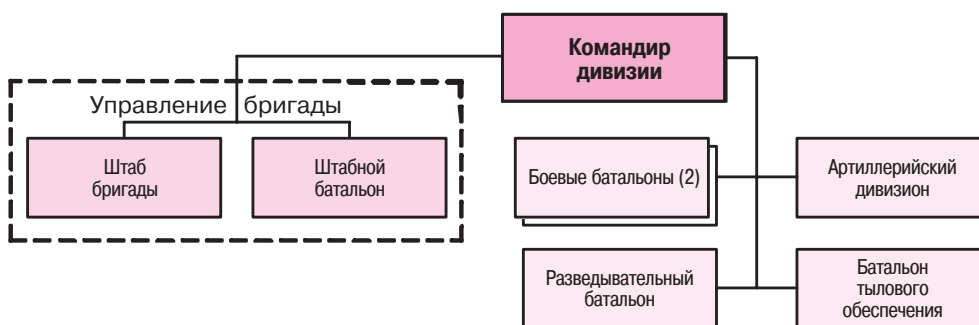 Командир
дивизии
Управление бригады
Штаб
бригады
Штабной
батальон
Боевые батальоны (2)
Артиллерийский
дивизион
Разведывательный
батальон
Батальон
тылового
обеспечения